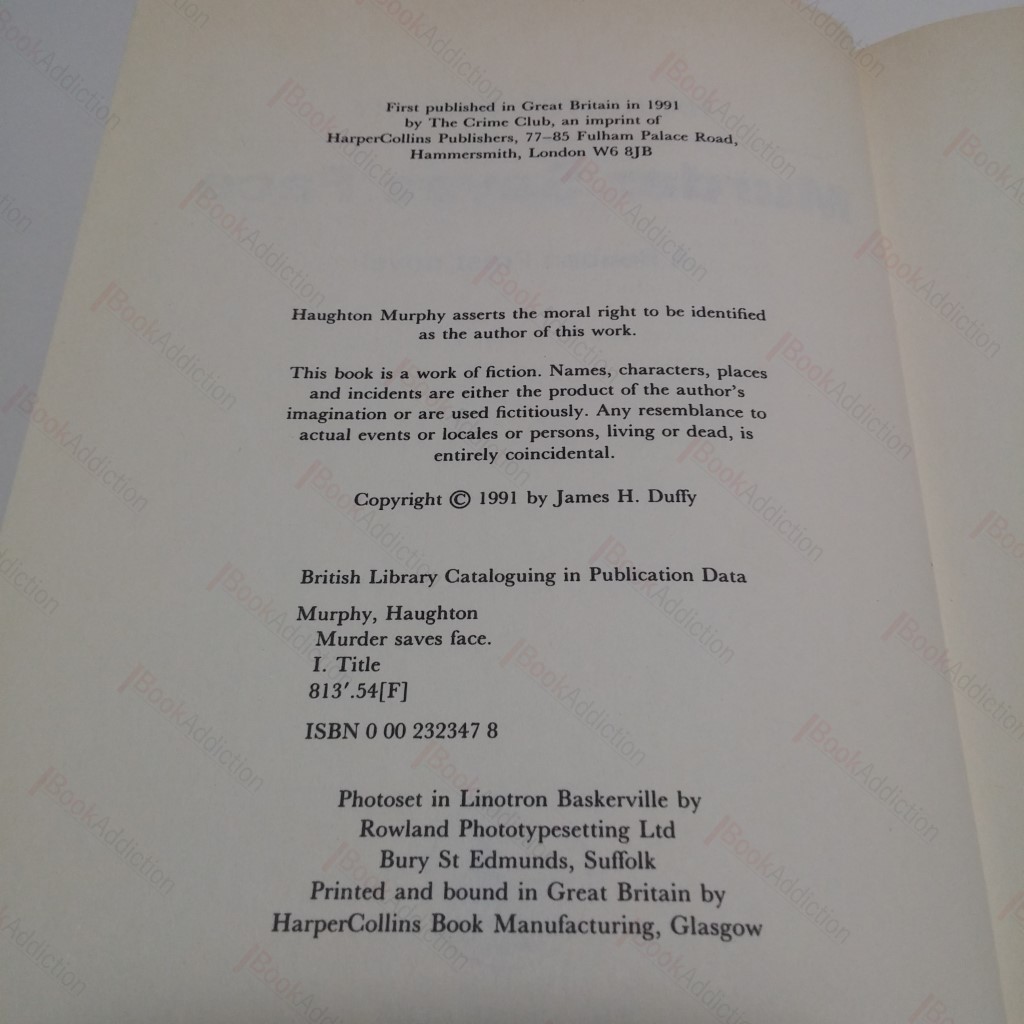 First published in Great Britain in 1991
by The Crime Club, an imprint of
HarperCollins Publishers, 77–85 Fulham Palace Road,
Hammersmith, London W6 8JB
Haughton Murphy asserts the moral right to be identified
as the author of this work.
This book is a work of fiction. Names, characters, places
and incidents are either the product of the author's
imagination or are used fictitiously. Any resemblance to
actual events or locales or persons, living or dead, is
entirely coincidental.
Copyright © 1991 by James H. Duffy
British Library Cataloguing in Publication Data
Murphy, Haughton
Murder saves face.
I. Title
813′.54[F]
ISBN 0 00 232347 8
Photoset in Linotron Baskerville by
Rowland Phototypesetting Ltd
Bury St Edmunds, Suffolk
Printed and bound in Great Britain by
HarperCollins Book Manufacturing, Glasgow
BookAddiction